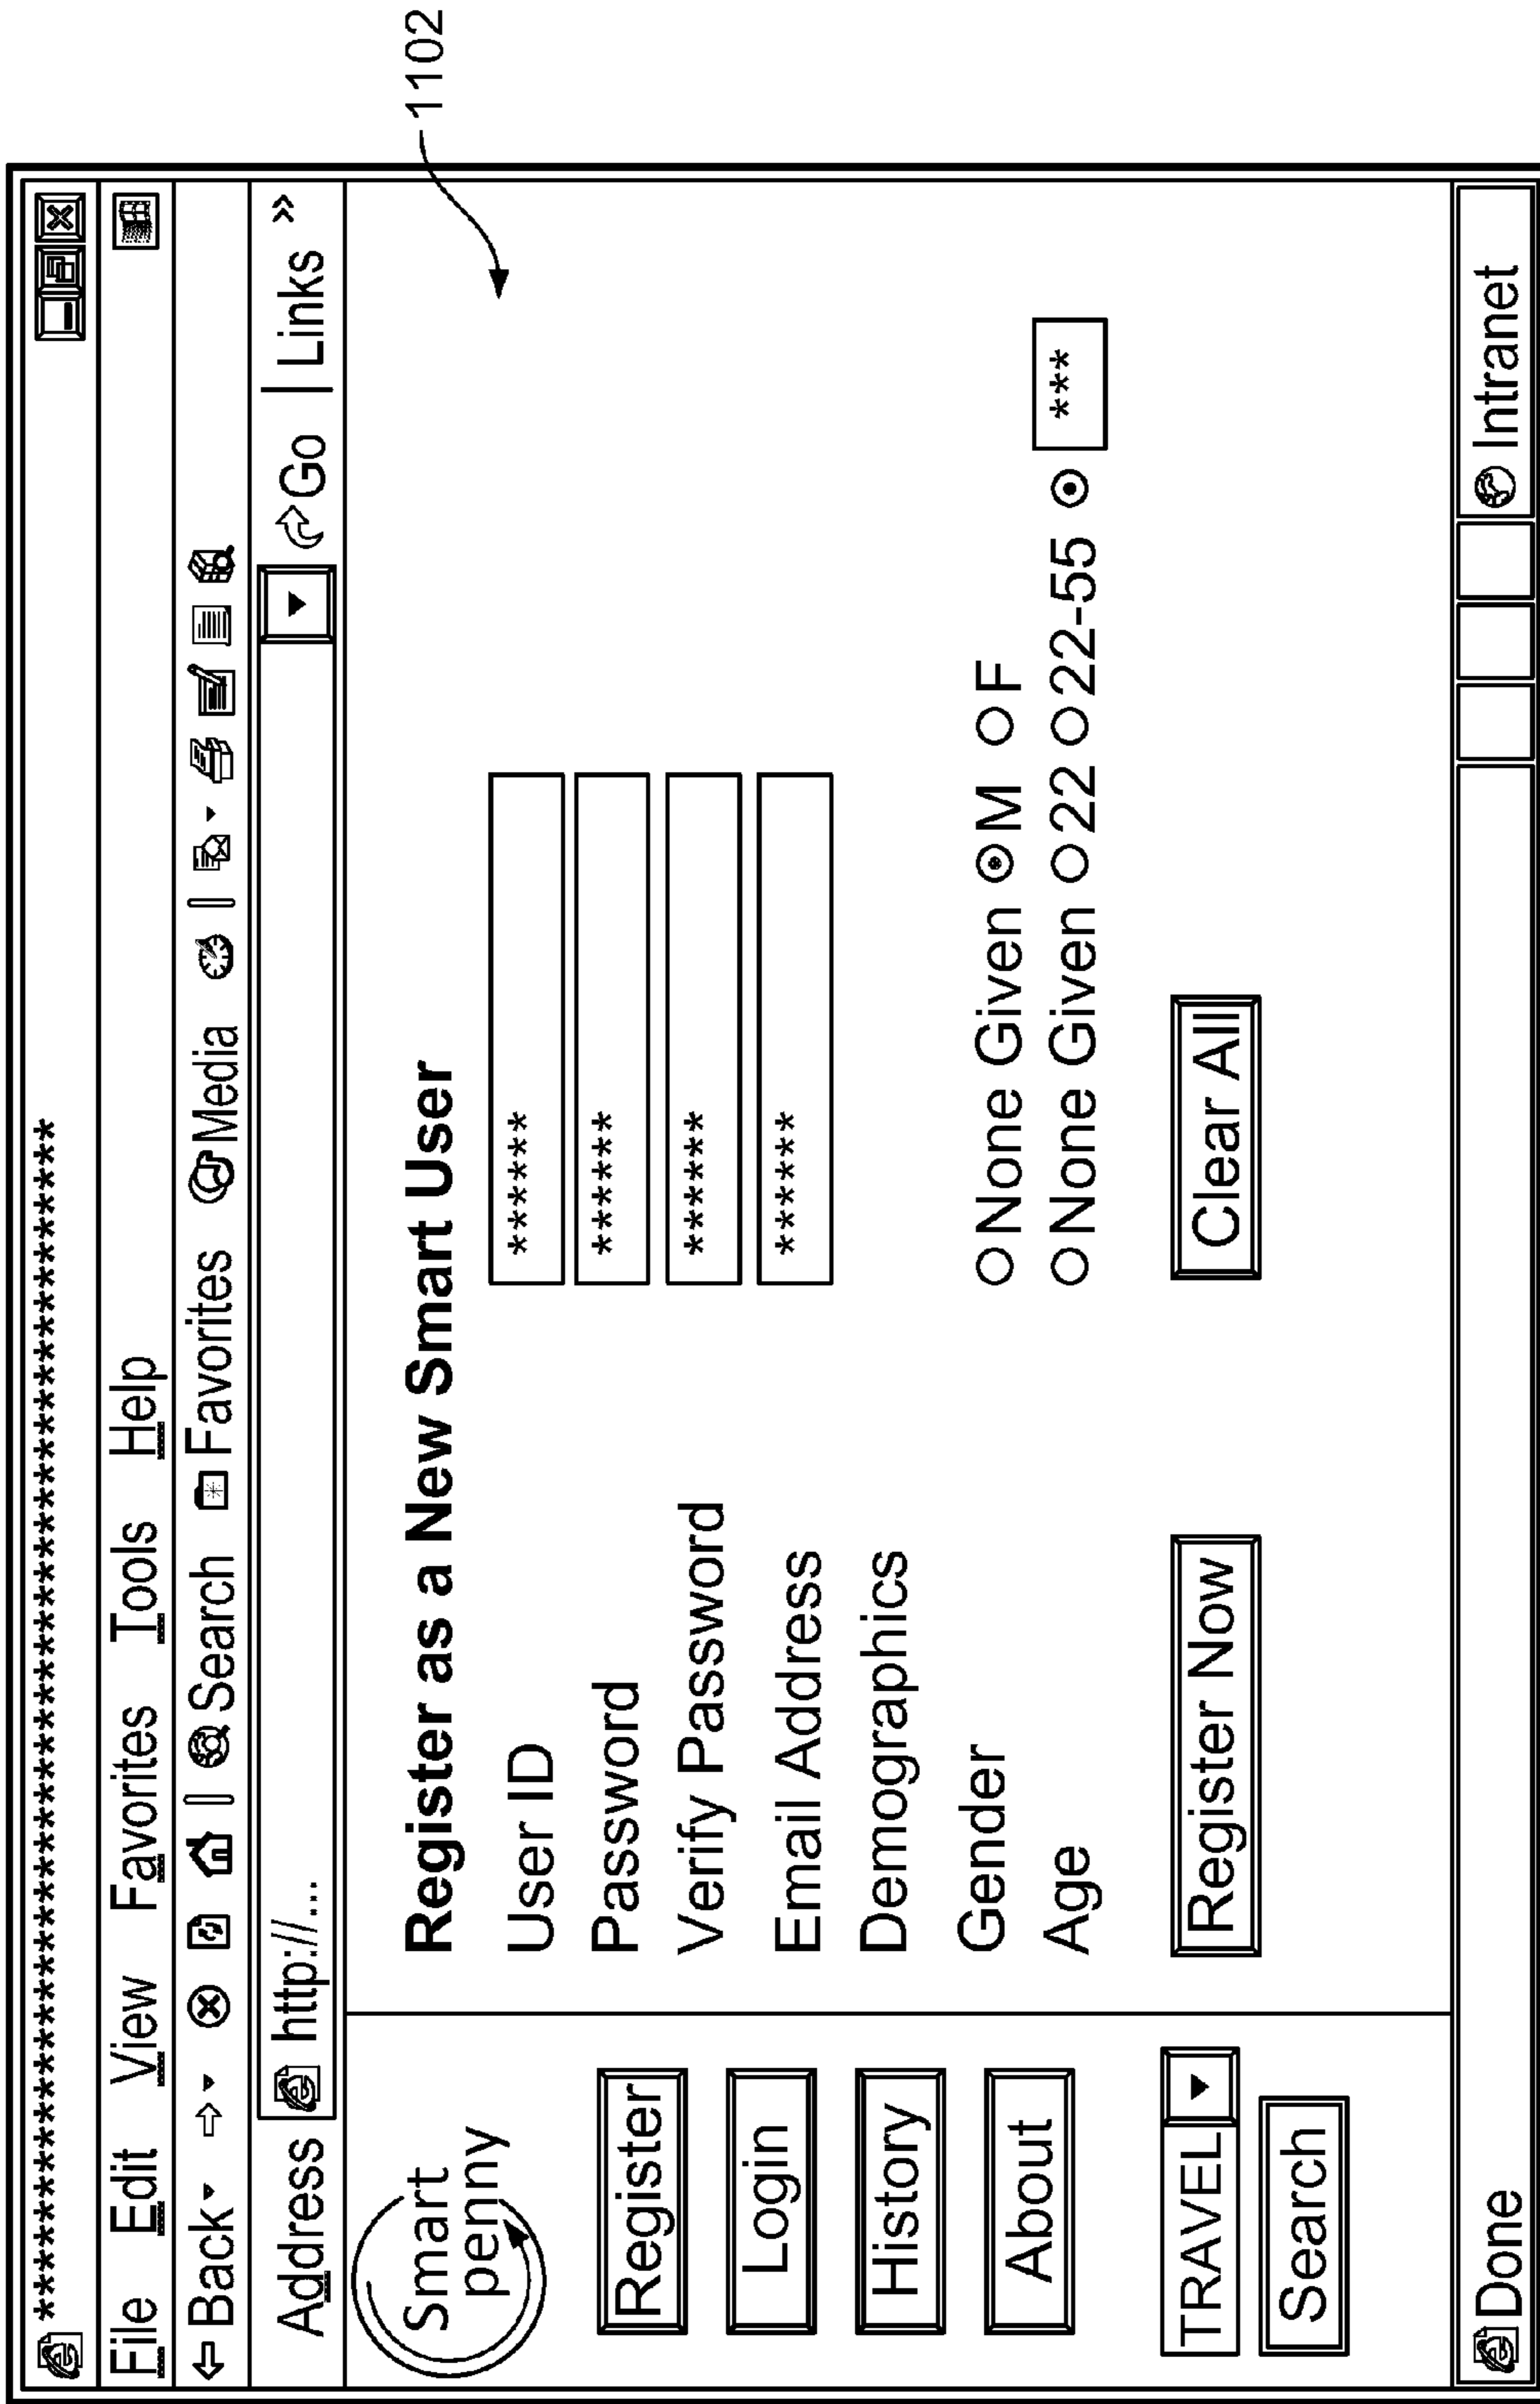 ****************************************************
File Edit View Favorites Tools Help
Back Search Favorites Media
Address http://... Go Links »
Smart
penny
Register
Login
History
About
TRAVEL
Search
Register as a New Smart User
User ID ******
Password ******
Verify Password ******
Email Address ******
Demographics
Gender None Given M F
Age None Given 22 22-55 ***
Register Now Clear All
Done Intranet
1102